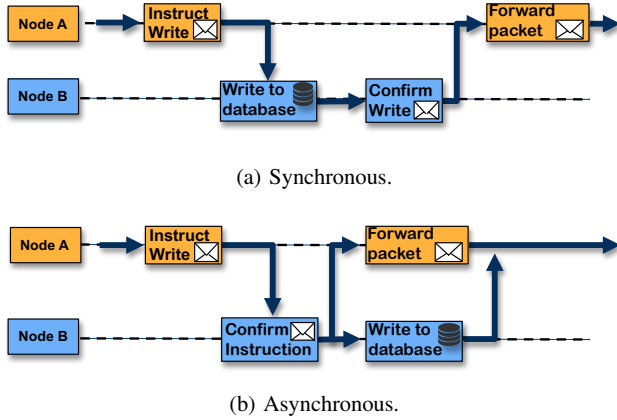 Node A
Instruct
Write
Forward
packet
Node B
Write to
database
Confirm
Write
(a) Synchronous.
Node A
Instruct
Write
Forward
packet
Node B
Confirm
Instruction
Write to
database
(b) Asynchronous.